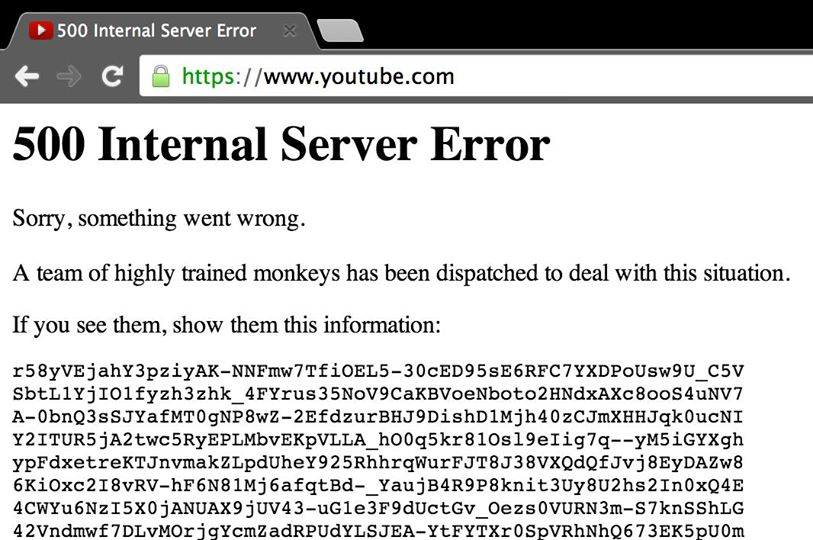 500 Internal Server Error
https://www.youtube.com
500 Internal Server Error
Sorry, something went wrong.
A team of highly trained monkeys has been dispatched to deal with this situation.
If you see them, show them this information:
r58yVEjahY3pziyAK-NNFmw7TfiOEL5-30cED95sE6RFC7YXDPoUsw9U_C5V
SbtL1YjIO1fyzh3zhk_4FYrus35NoV9CaKBVoeNboto2HNdxAXc8ooS4uNV7
A-0bnQ3sSJYafMT0gNP8wZ-2EfdzurBHJ9DishD1Mjh40zCJmXHHJqk0ucNI
Y2ITUR5jA2twc5RyEPLMbvEKpVLLA_hO0q5kr81Osl9eIig7q--yM5iGYXgh
ypFdxetreKTJnvmakZLpdUheY925RhhrqWurFJT8J38VXQdQfJvj8EyDAZw8
6KiOxc2I8vRV-hF6N81Mj6afqtBd-_YaujB4R9P8knit3Uy8U2hs2In0xQ4E
4CWYu6NzI5X0jANUAX9jUV43-uG1e3F9dUctGv_Oezs0VURN3m-S7knSShLG
42Vndmwf7DLvMOrjgYcmZadRPUdYLSJEA-YtFYTXr0SpVRhNhQ673EK5pU0m